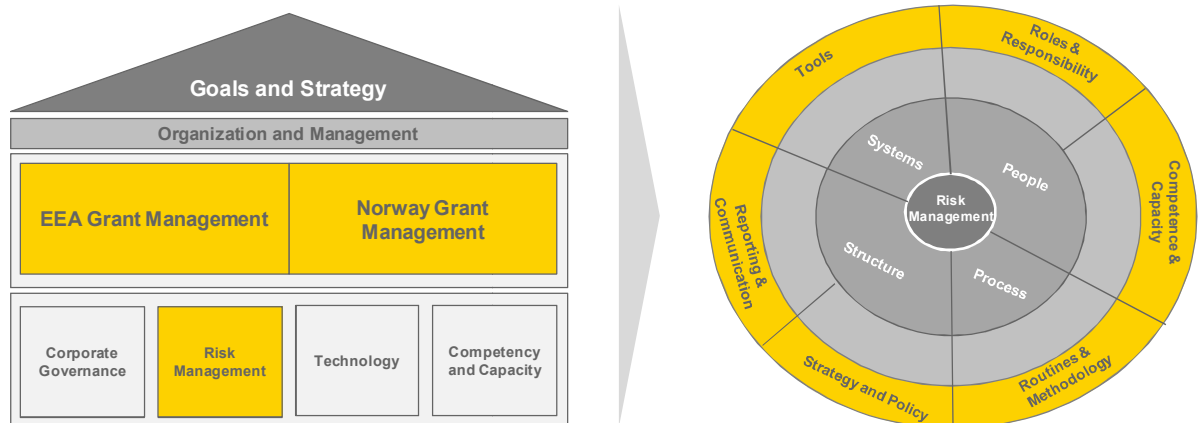 Goals and Strategy
Organization and Management
EEA Grant Management
Norway Grant
Management
Corporate
Governance
Risk
Management
Technology
Competency
and Capacity
Tools
Roles &
Responsibility
Competence &
Capacity
Routines &
Methodology
Strategy and Policy
Reporting &
Communication
Systems
People
Process
Structure
Risk
Management